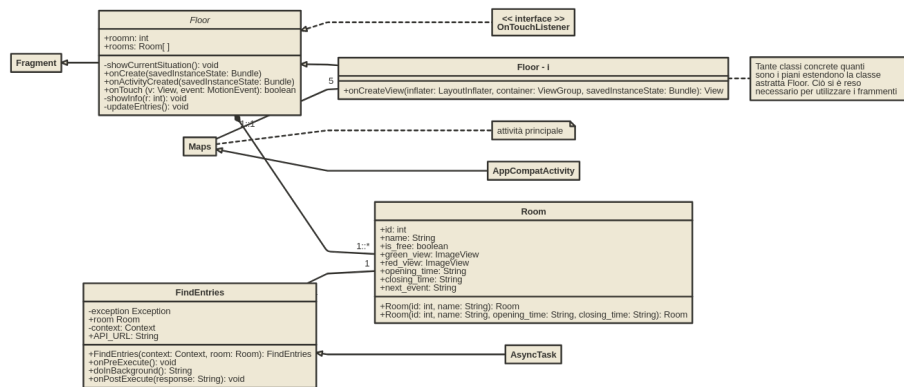 Floor
+roomn: int
+rooms: Room[ ]
-showCurrentSituation(): void
+onCreate(savedInstanceState: Bundle)
+onActivityCreated(savedInstanceState: Bundle)
+onTouch (v: View, event: MotionEvent): boolean
-showInfo(r: int): void
-updateEntries(): void
<< interface >>
OnTouchListener
Fragment
Floor - i
+onCreateView(inflater: LayoutInflater, container: ViewGroup, savedInstanceState: Bundle): View
Tante classi concrete quanti
sono i piani estendono la classe
astratta Floor. Ciò si è reso
necessario per utilizzare i frammenti
5
1::1
Maps
attività principale
AppCompatActivity
Room
+id: int
+name: String
+is_free: boolean
+green_view: ImageView
+red_view: ImageView
+opening_time: String
+closing_time: String
+next_event: String
+Room(id: int, name: String): Room
+Room(id: int, name: String, opening_time: String, closing_time: String): Room
1::*
1
FindEntries
-exception Exception
+room Room
-context: Context
+API_URL: String
+FindEntries(context: Context, room: Room): FindEntries
+onPreExecute(): void
+doInBackground(): String
+onPostExecute(response: String): void
AsyncTask